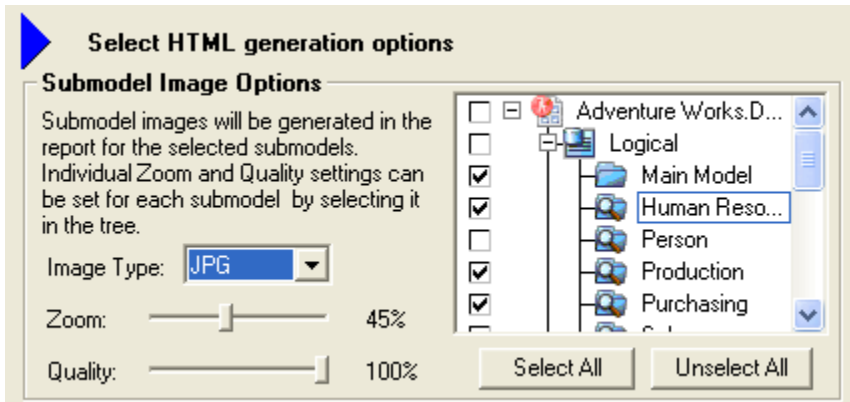 Select HTML generation options
Submodel Image Options
Submodel images will be generated in the
report for the selected submodels.
Individual Zoom and Quality settings can
be set for each submodel by selecting it
in the tree.
Image Type: JPG
Zoom: 45%
Quality: 100%
Adventure Works.D...
Logical
Main Model
Human Reso...
Person
Production
Purchasing
Select All
Unselect All